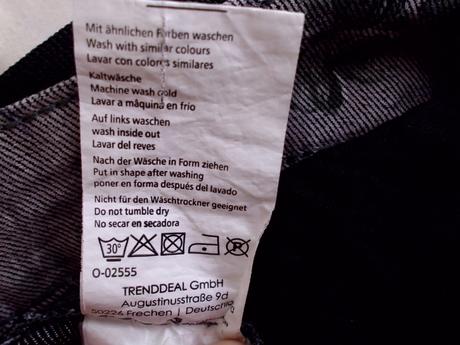 Mit ähnlichen Farben waschen
Wash with similar colours
Lavar con colores similares
Kaltwäsche
Machine wash cold
Lavar a máquina en frio
Auf links waschen
wash inside out
Lavar del reves
Nach der Wäsche in Form ziehen
Put in shape after washing
poner en forma después del lavado
Nicht für den Wäschtrockner geeignet
Do not tumble dry
No secar en secadora
30°
O-02555
TRENDDEAL GmbH
Augustinusstraße 9d
50226 Frechen | Deutschl